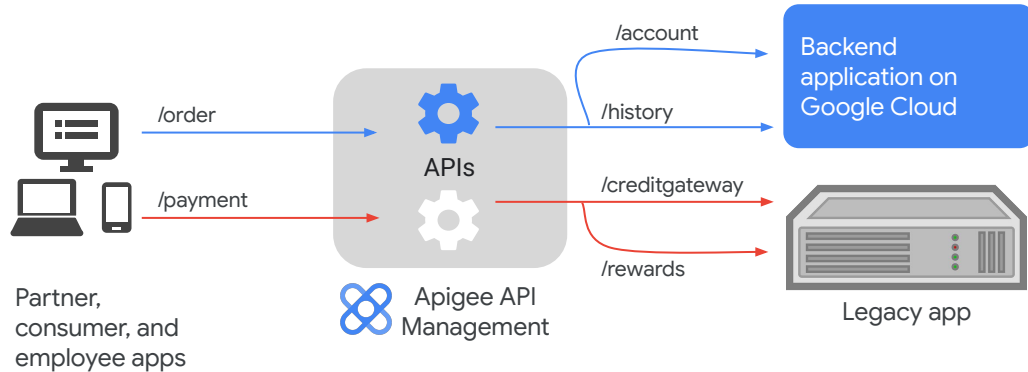 /account
Backend
application on
Google Cloud
/order
/history
APIs
/payment
/creditgateway
/rewards
Partner,
consumer, and
employee apps
Apigee API
Management
Legacy app